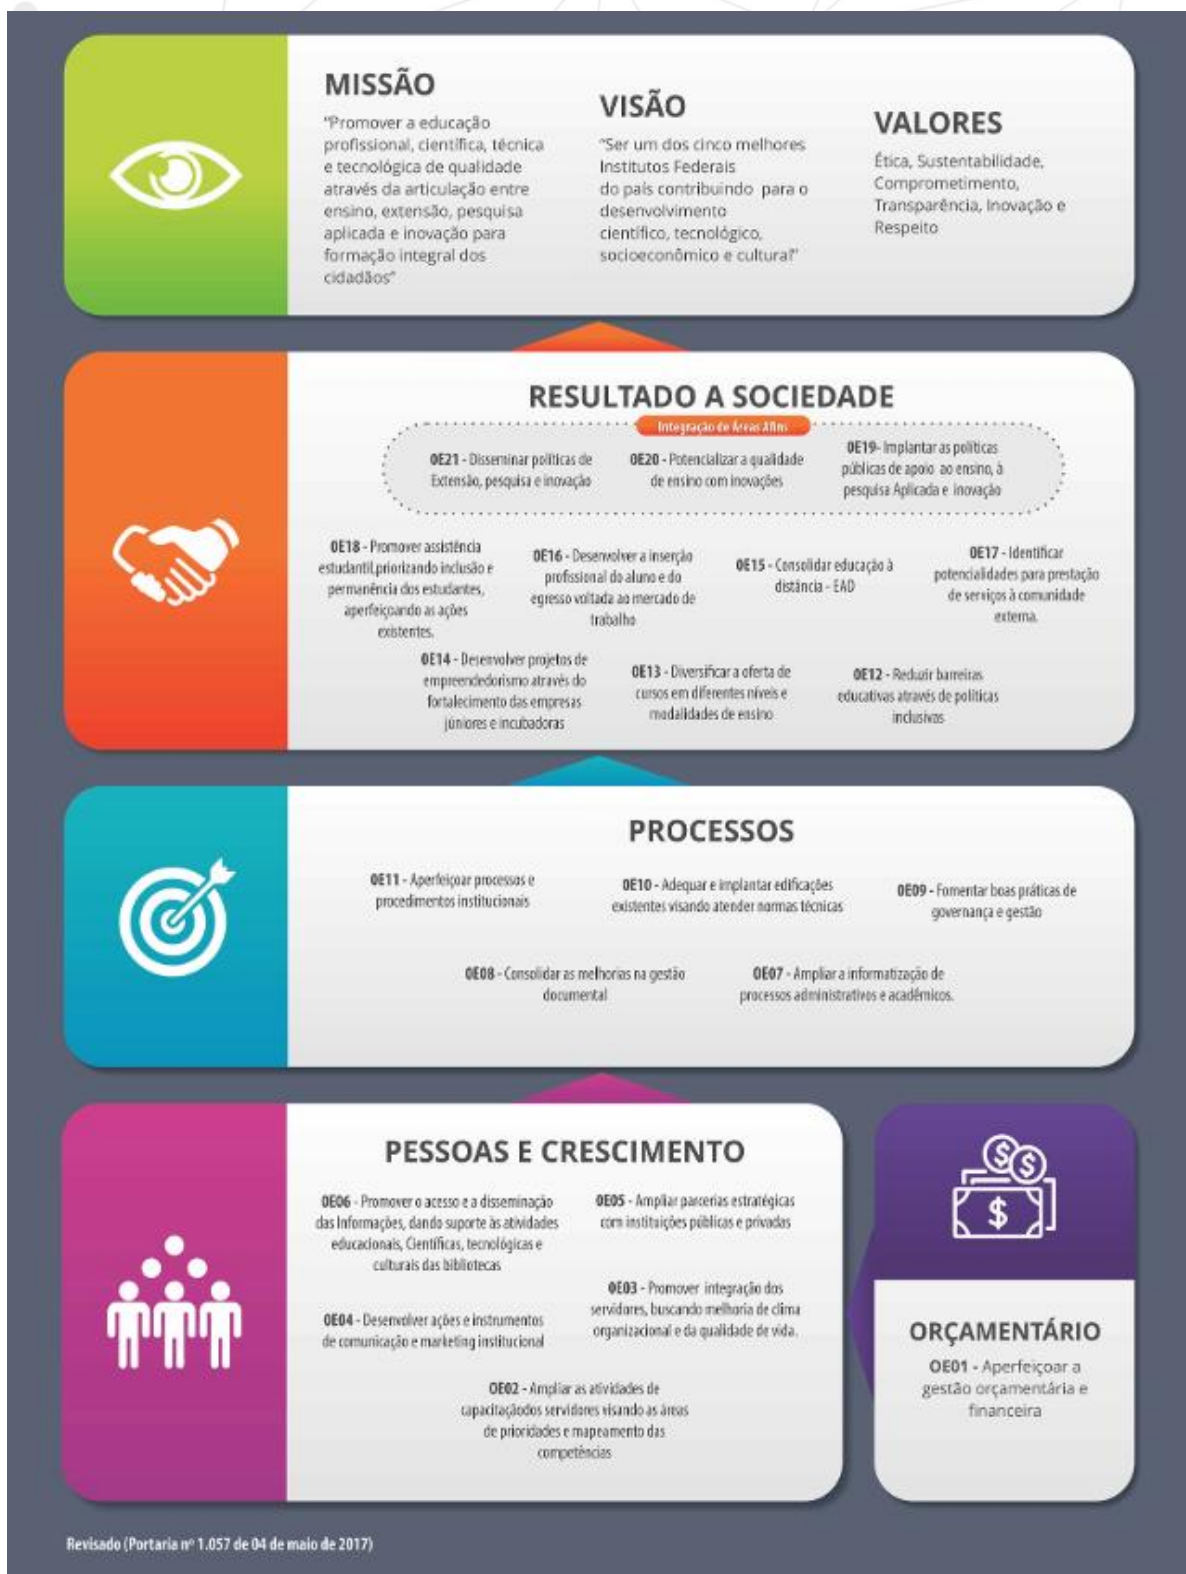 MISSÃO
"Promover a educação
profissional, científica, técnica
e tecnológica de qualidade
através da articulação entre
ensino, extensão, pesquisa
aplicada e inovação para
formação integral dos
cidadãos"
VISÃO
"Ser um dos cinco melhores
Institutos Federais
do país contribuindo para o
desenvolvimento
científico, tecnológico,
socioeconômico e cultural"
VALORES
Ética, Sustentabilidade,
Comprometimento,
Transparência, Inovação e
Respeito
RESULTADO A SOCIEDADE
Integração de Áreas Afins
OE21 - Disseminar políticas de
Extensão, pesquisa e inovação
OE20 - Potencializar a qualidade
de ensino com inovações
OE19- Implantar as políticas
públicas de apoio ao ensino, à
pesquisa Aplicada e inovação
OE18 - Promover assistência
estudantil,priorizando inclusão e
permanência dos estudantes,
aperfeiçoando as ações
existentes.
OE16 - Desenvolver a inserção
profissional do aluno e do
egresso voltada ao mercado de
trabalho
OE15 - Consolidar educação à
distância - EAD
OE17 - Identificar
potencialidades para prestação
de serviços à comunidade
externa.
OE14 - Desenvolver projetos de
empreendedorismo através do
fortalecimento das empresas
júniores e incubadoras
OE13 - Diversificar a oferta de
cursos em diferentes níveis e
modalidades de ensino
OE12 - Reduzir barreiras
educativas através de políticas
inclusivas
PROCESSOS
OE11 - Aperfeiçoar processos e
procedimentos institucionais
OE10 - Adequar e implantar edificações
existentes visando atender normas técnicas
OE09 - Fomentar boas práticas de
governança e gestão
OE08 - Consolidar as melhorias na gestão
documental
OE07 - Ampliar a informatização de
processos administrativos e acadêmicos.
PESSOAS E CRESCIMENTO
OE06 - Promover o acesso e a disseminação
das Informações, dando suporte às atividades
educacionais, Científicas, tecnológicas e
culturais das bibliotecas
OE05 - Ampliar parcerias estratégicas
com instituições públicas e privadas
OE04 - Desenvolver ações e instrumentos
de comunicação e marketing institucional
OE03 - Promover integração dos
servidores, buscando melhoria de clima
organizacional e da qualidade de vida.
OE02 - Ampliar as atividades de
capacitaçãodos servidores visando as áreas
de prioridades e mapeamento das
competências
ORÇAMENTÁRIO
OE01 - Aperfeiçoar a
gestão orçamentária e
financeira
Revisado (Portaria nº 1.057 de 04 de maio de 2017)